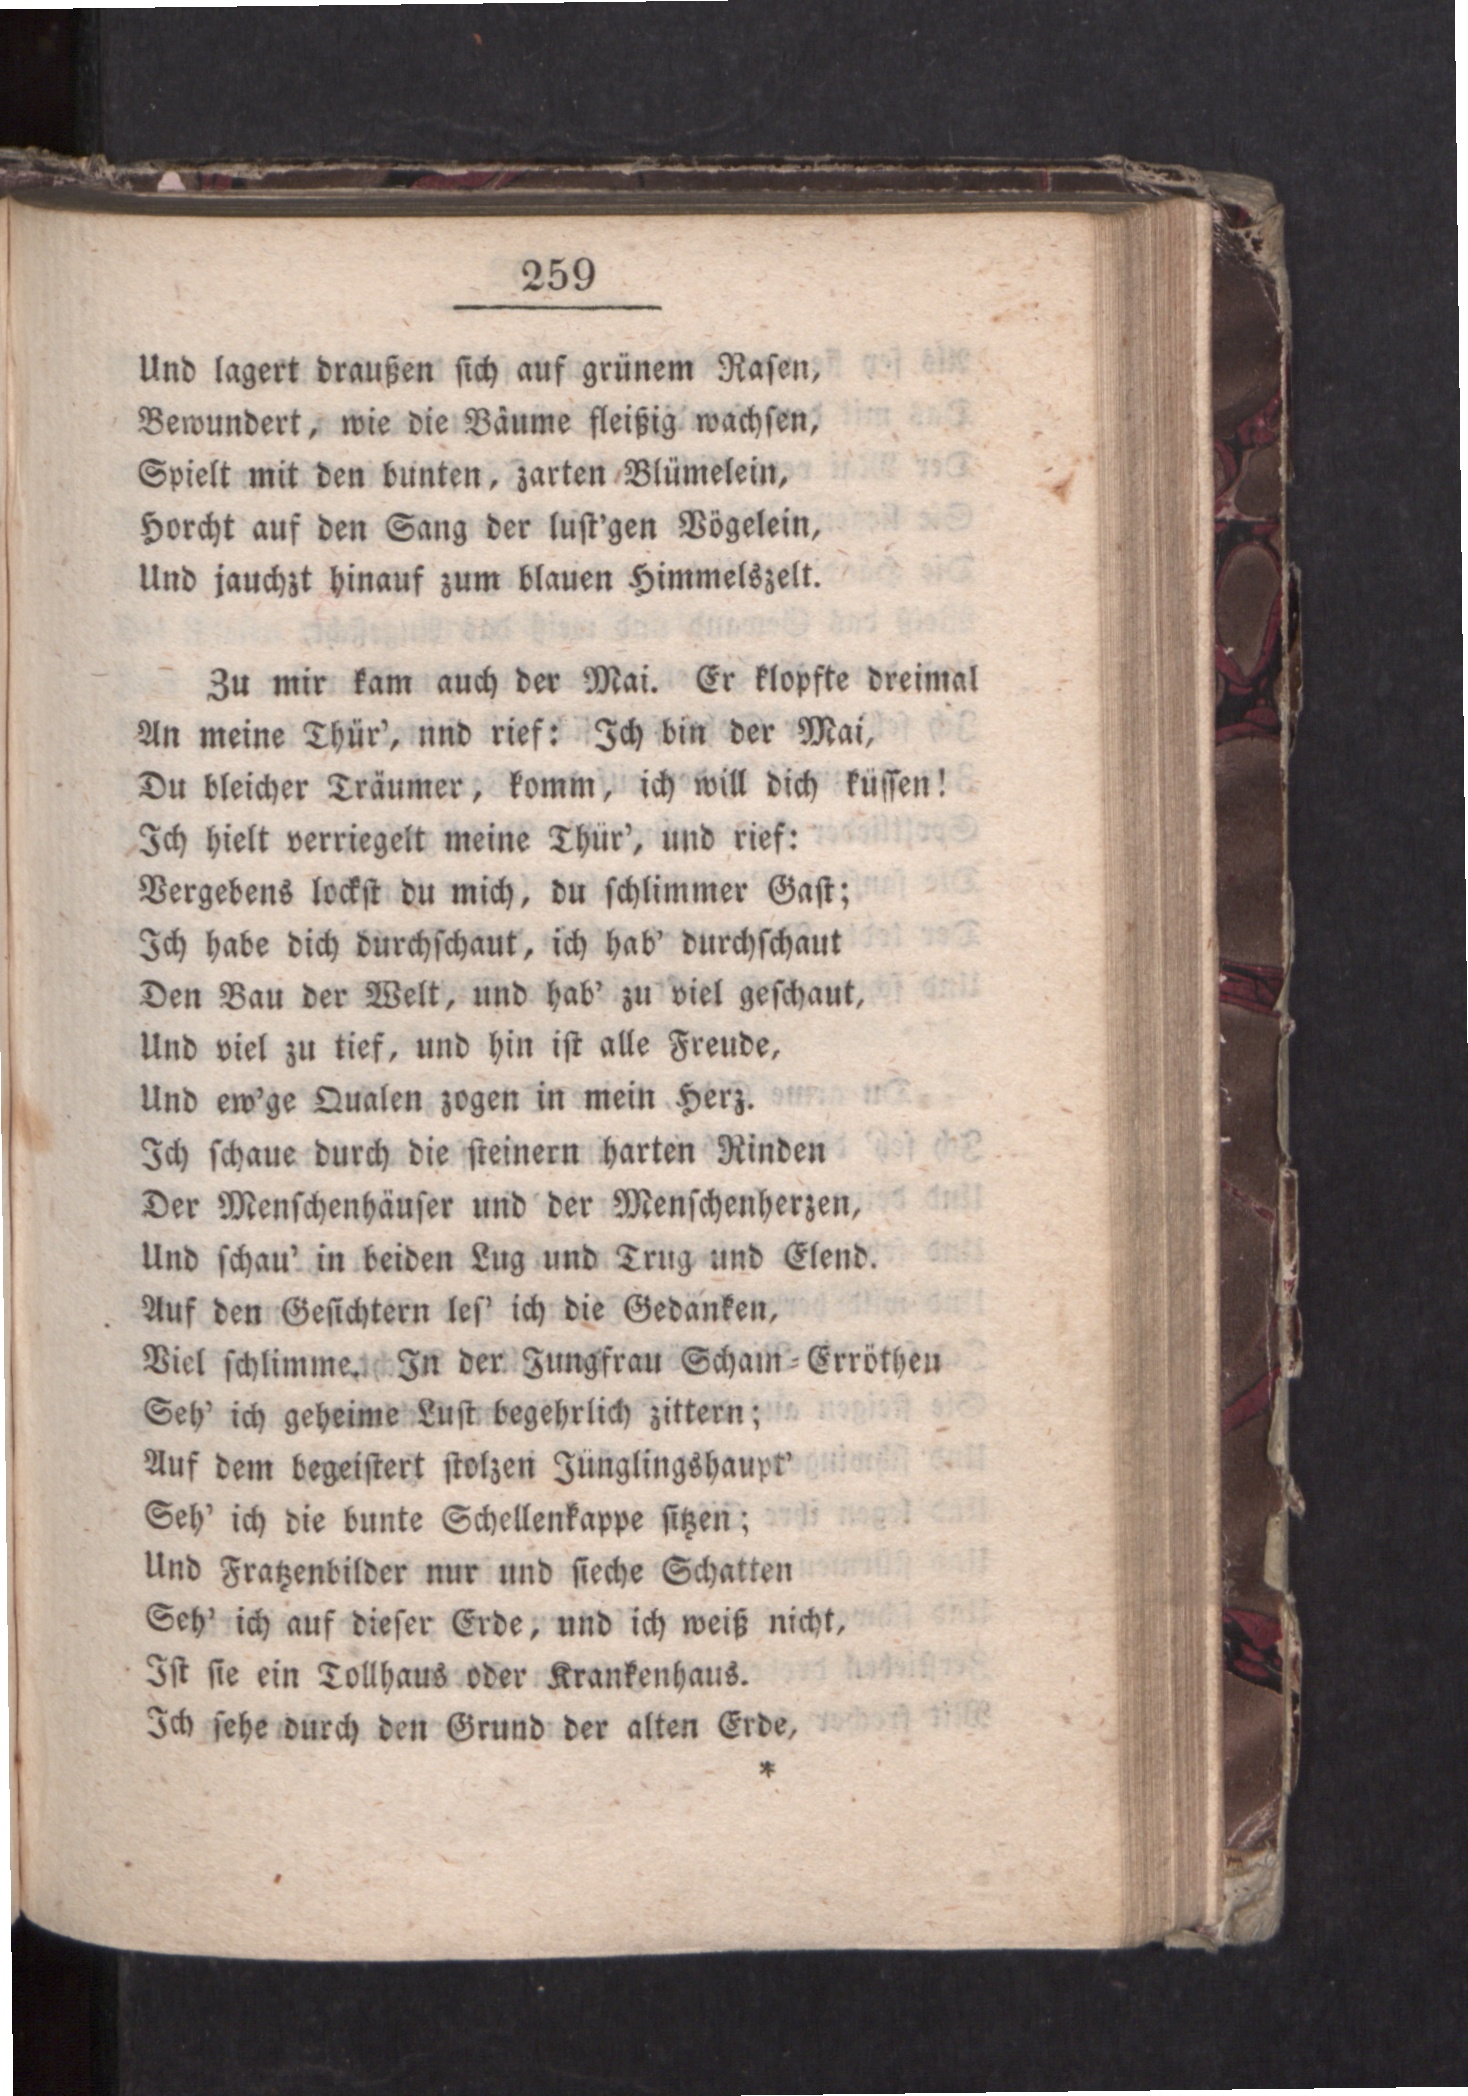 259
Und lagert draußen sich auf grünem Rasen,
Bewundert, wie die Bäume fleißig wachsen,
Spielt mit den bunten, zarten Blümelein,
Horcht auf den Sang der lust'gen Vögelein,
Und jauchzt hinauf zum blauen Himmelszelt.
Zu mir kam auch der Mai. Er klopfte dreimal
An meine Thür', nnd rief: Ich bin der Mai,
Du bleicher Träumer, komm, ich will dich küssen!
Ich hielt verriegelt meine Thür', und rief:
Vergebens lockst du mich, du schlimmer Gast;
Ich habe dich durchschaut, ich hab' durchschaut
Den Bau der Welt, und hab' zu viel geschaut,
Und viel zu tief, und hin ist alle Freude,
Und ew'ge Qualen zogen in mein Herz.
Ich schaue durch die steinern harten Rinden
Der Menschenhäuser und der Menschenherzen,
Und schau' in beiden Lug und Trug und Elend.
Auf den Gesichtern les' ich die Gedanken,
Viel schlimme. In der Jungfrau Scham-Erröthen
Seh' ich geheime Lust begehrlich zittern;
Auf dem begeistert stolzen Jünglingshaupt'
Seh' ich die bunte Schellenkappe sitzen;
Und Fratzenbilder nur und sieche Schatten
Seh' ich auf dieser Erde, und ich weiß nicht,
Ist sie ein Tollhaus oder Krankenhaus.
Ich sehe durch den Grund der alten Erde,
*